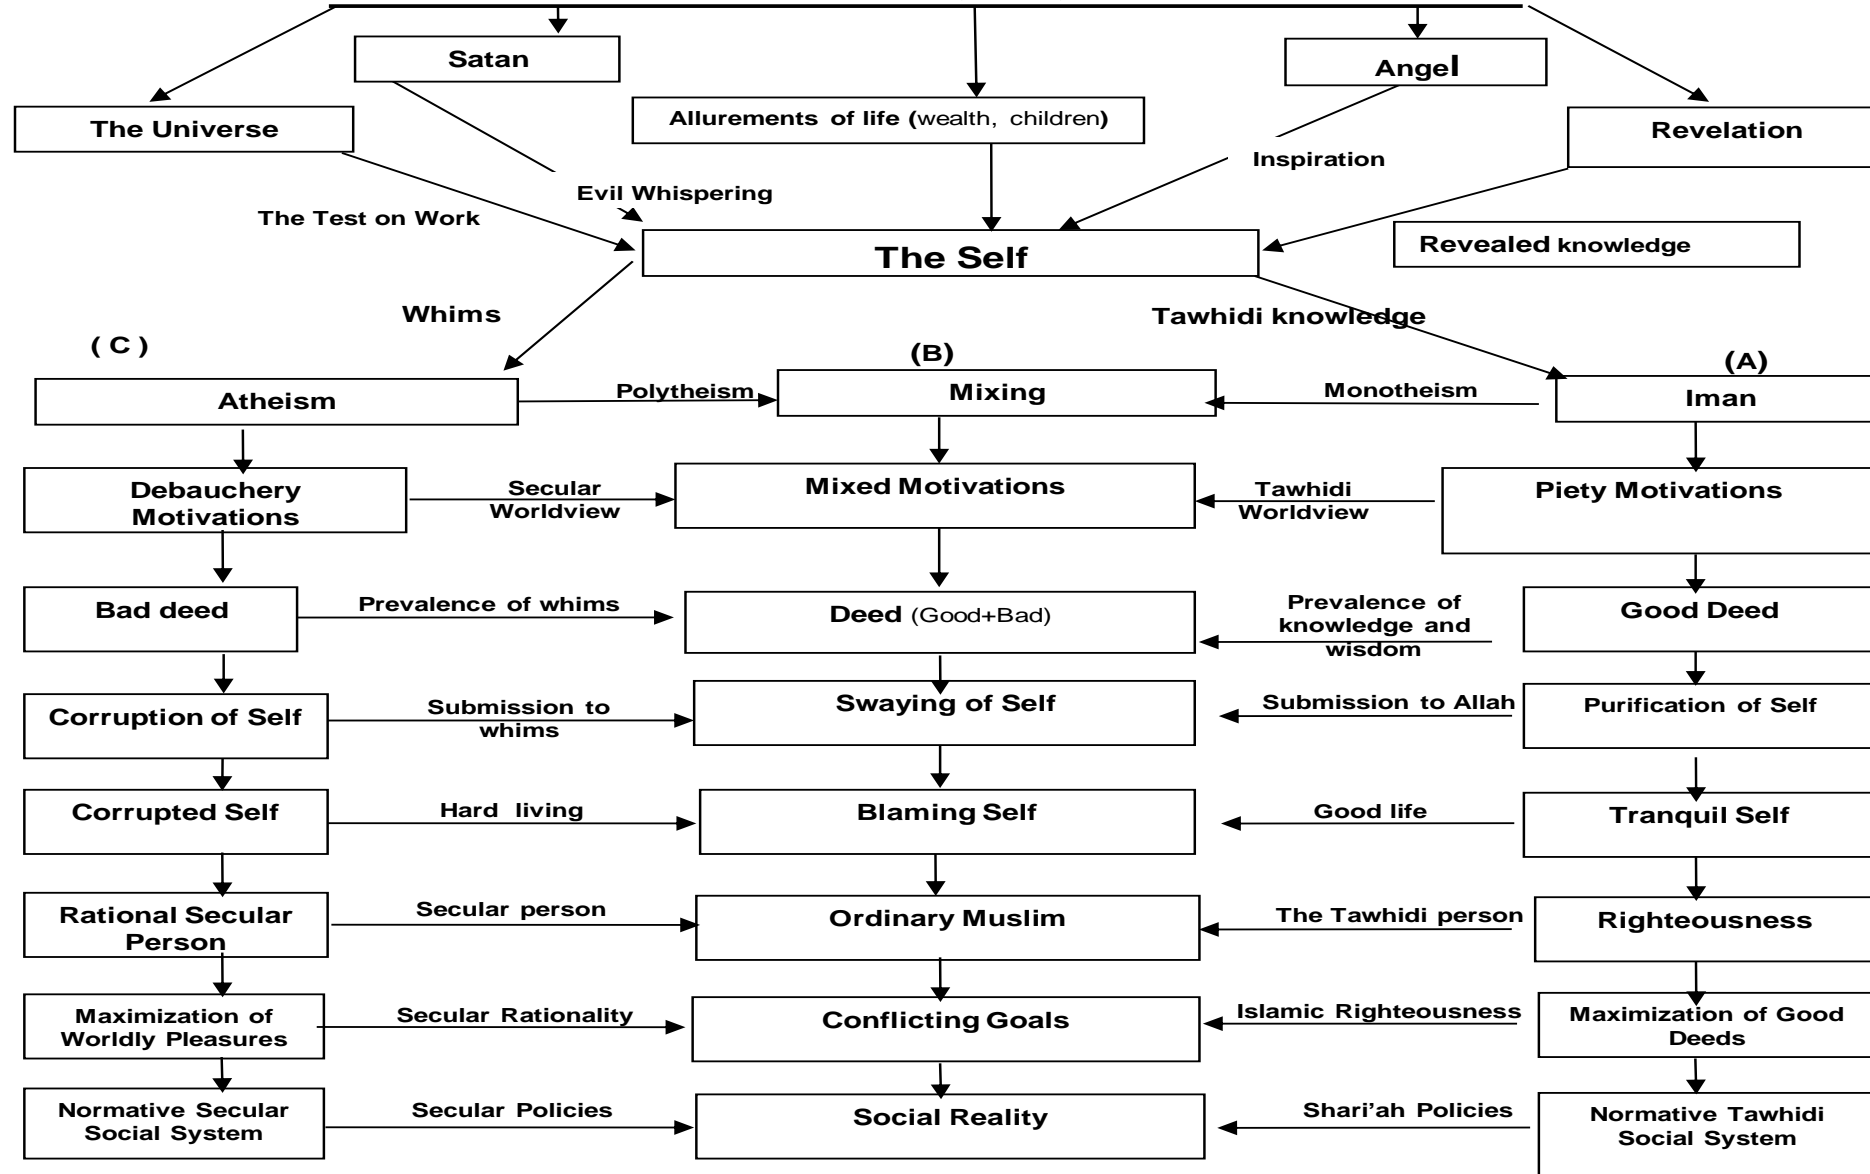 Satan
Angel
The Universe
Allurements of life (wealth, children)
Revelation
Inspiration
Evil Whispering
The Test on Work
The Self
Revealed knowledge
Whims
Tawhidi knowledge
( C )
(B)
(A)
Atheism
Polytheism
Mixing
Monotheism
Iman
Debauchery
Motivations
Secular
Worldview
Mixed Motivations
Tawhidi
Worldview
Piety Motivations
Bad deed
Prevalence of whims
Deed (Good+Bad)
Prevalence of
knowledge and
wisdom
Good Deed
Corruption of Self
Submission to
whims
Swaying of Self
Submission to Allah
Purification of Self
Corrupted Self
Hard living
Blaming Self
Good life
Tranquil Self
Rational Secular
Person
Secular person
Ordinary Muslim
The Tawhidi person
Righteousness
Maximization of
Worldly Pleasures
Secular Rationality
Conflicting Goals
Islamic Righteousness
Maximization of Good
Deeds
Normative Secular
Social System
Secular Policies
Social Reality
Shari'ah Policies
Normative Tawhidi
Social System